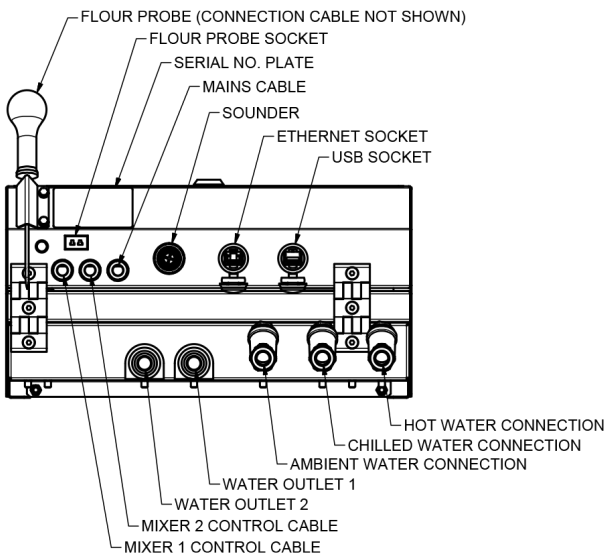 FLOUR PROBE (CONNECTION CABLE NOT SHOWN)
FLOUR PROBE SOCKET
SERIAL NO. PLATE
MAINS CABLE
SOUNDER
ETHERNET SOCKET
USB SOCKET
HOT WATER CONNECTION
CHILLED WATER CONNECTION
AMBIENT WATER CONNECTION
WATER OUTLET 1
WATER OUTLET 2
MIXER 2 CONTROL CABLE
MIXER 1 CONTROL CABLE